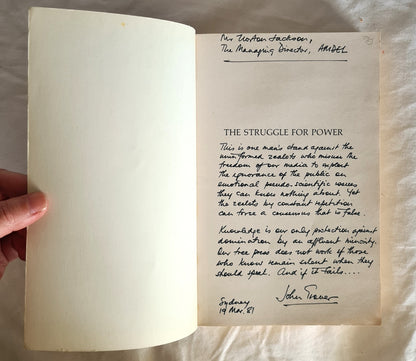 Mr Norton Jackson,
The Managing Director, AMDEL
THE STRUGGLE FOR POWER
This is one man's stand against the
uninformed zealots who misuse the
freedom of our media to exploit
the ignorance of the public on
emotional pseudo-scientific issues
they can know nothing about. Yet
the zealots by constant repetition
can force a consensus that is false.
Knowledge is our only protection against
domination by an affluent minority.
Our free press does not work if those
who know remain silent when they
should speak. And if it fails....
John
Sydney
19 Mar. 81